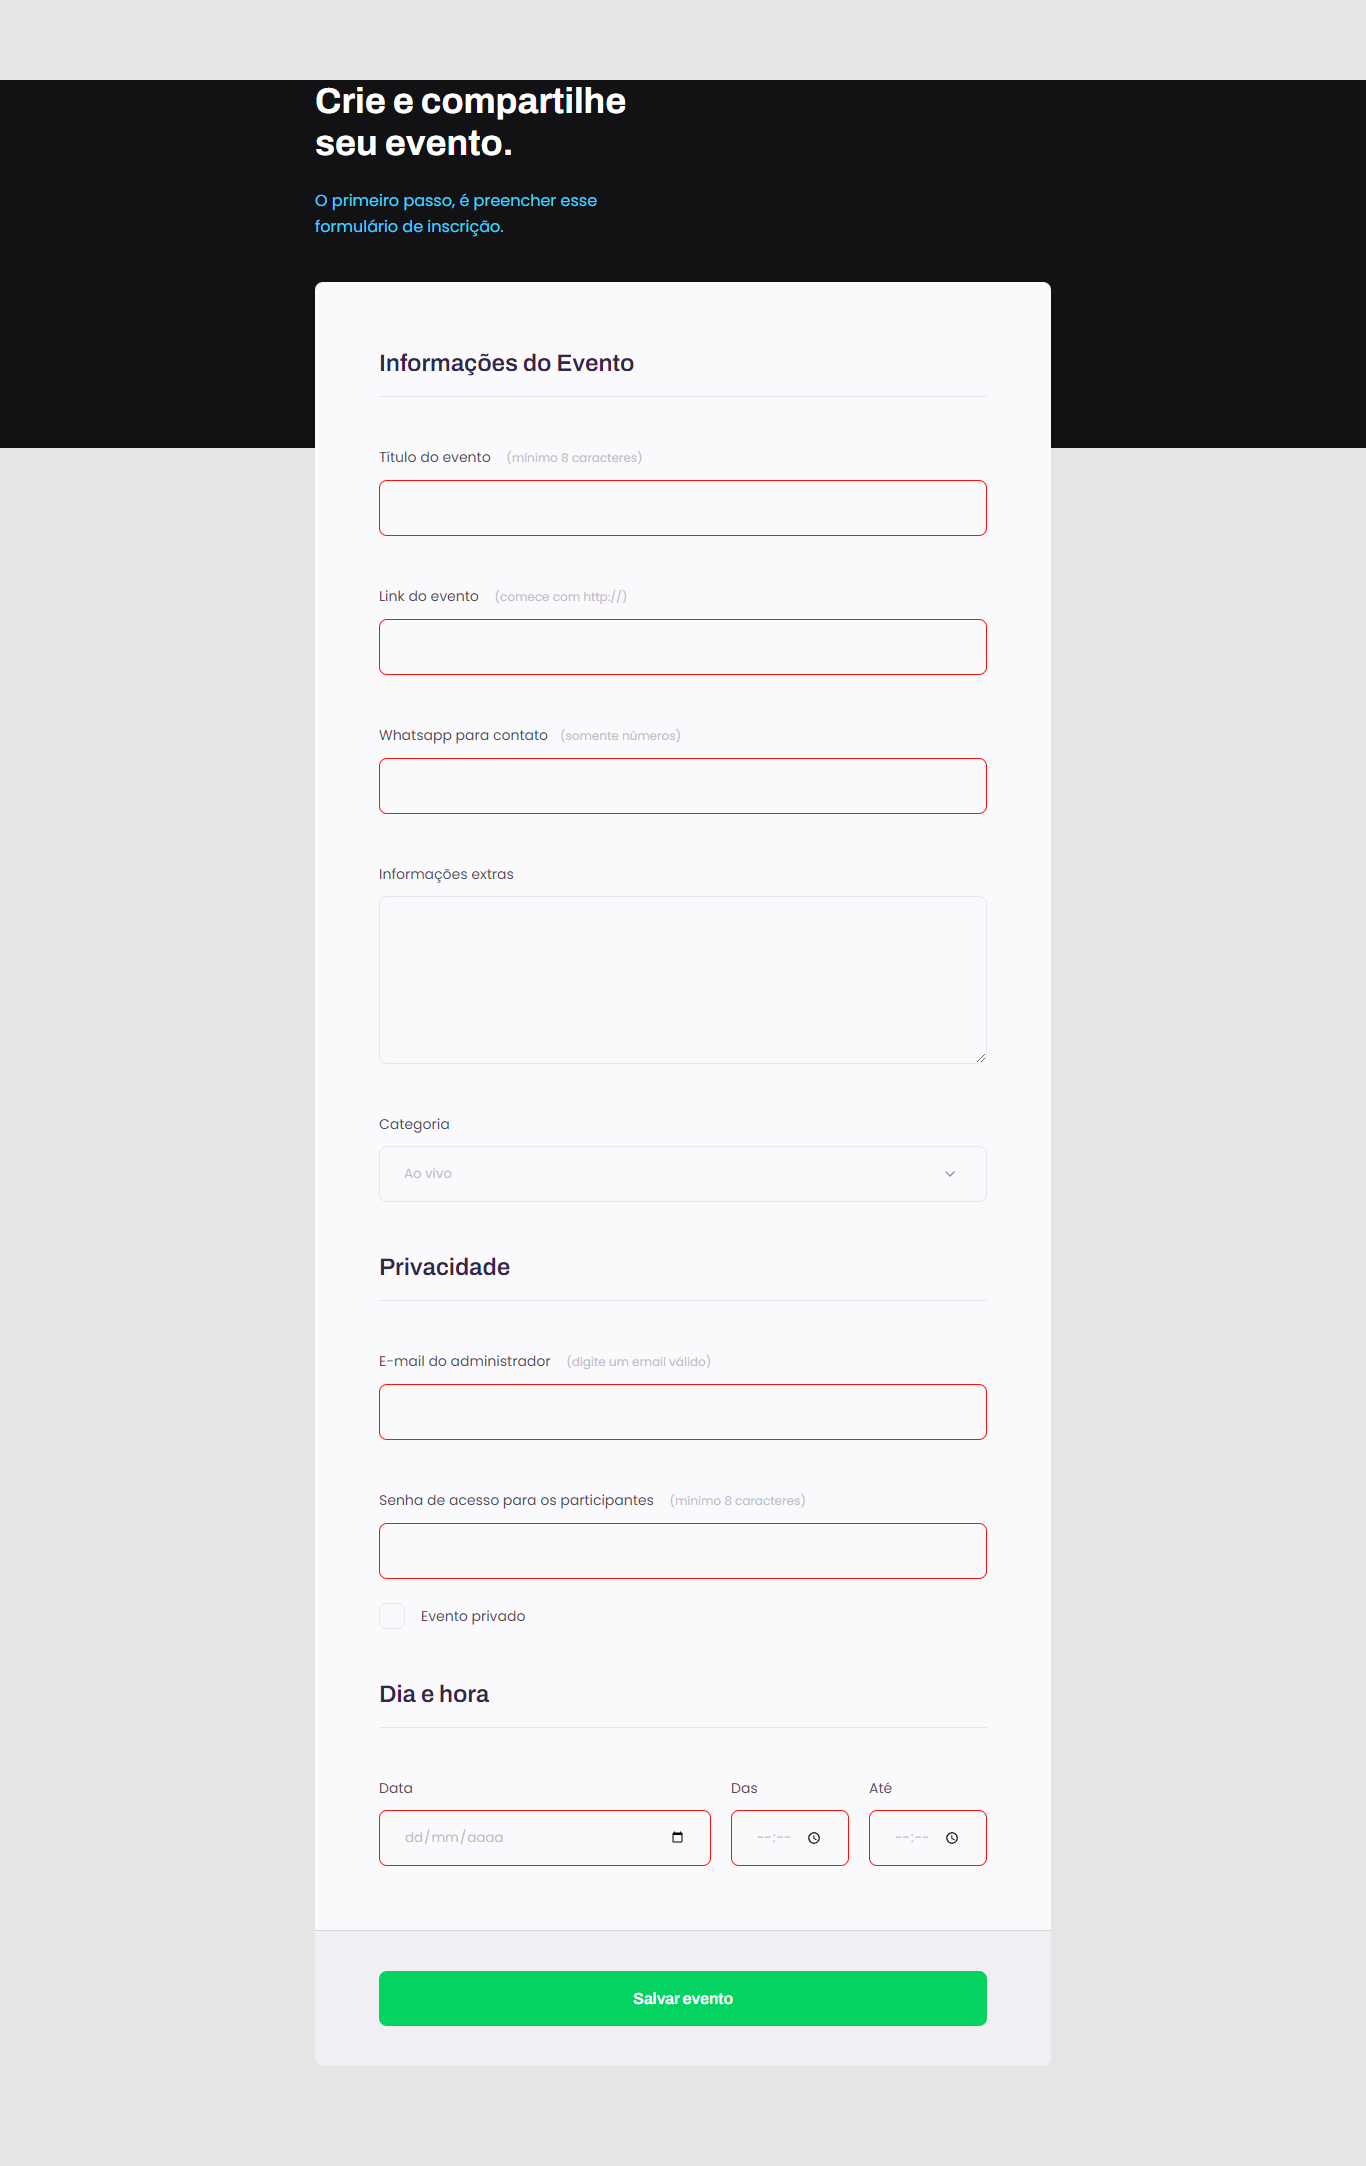 Crie e compartilhe
seu evento.
O primeiro passo, é preencher esse
formulário de inscrição.
Informações do Evento
Título do evento (mínimo 8 caracteres)
Link do evento (comece com http://)
Whatsapp para contato (somente números)
Informações extras
Categoria
Ao vivo
Privacidade
E-mail do administrador (digite um email válido)
Senha de acesso para os participantes (mínimo 8 caracteres)
Evento privado
Dia e hora
Data Das Até
dd/mm/aaaa --:-- --:--
Salvar evento